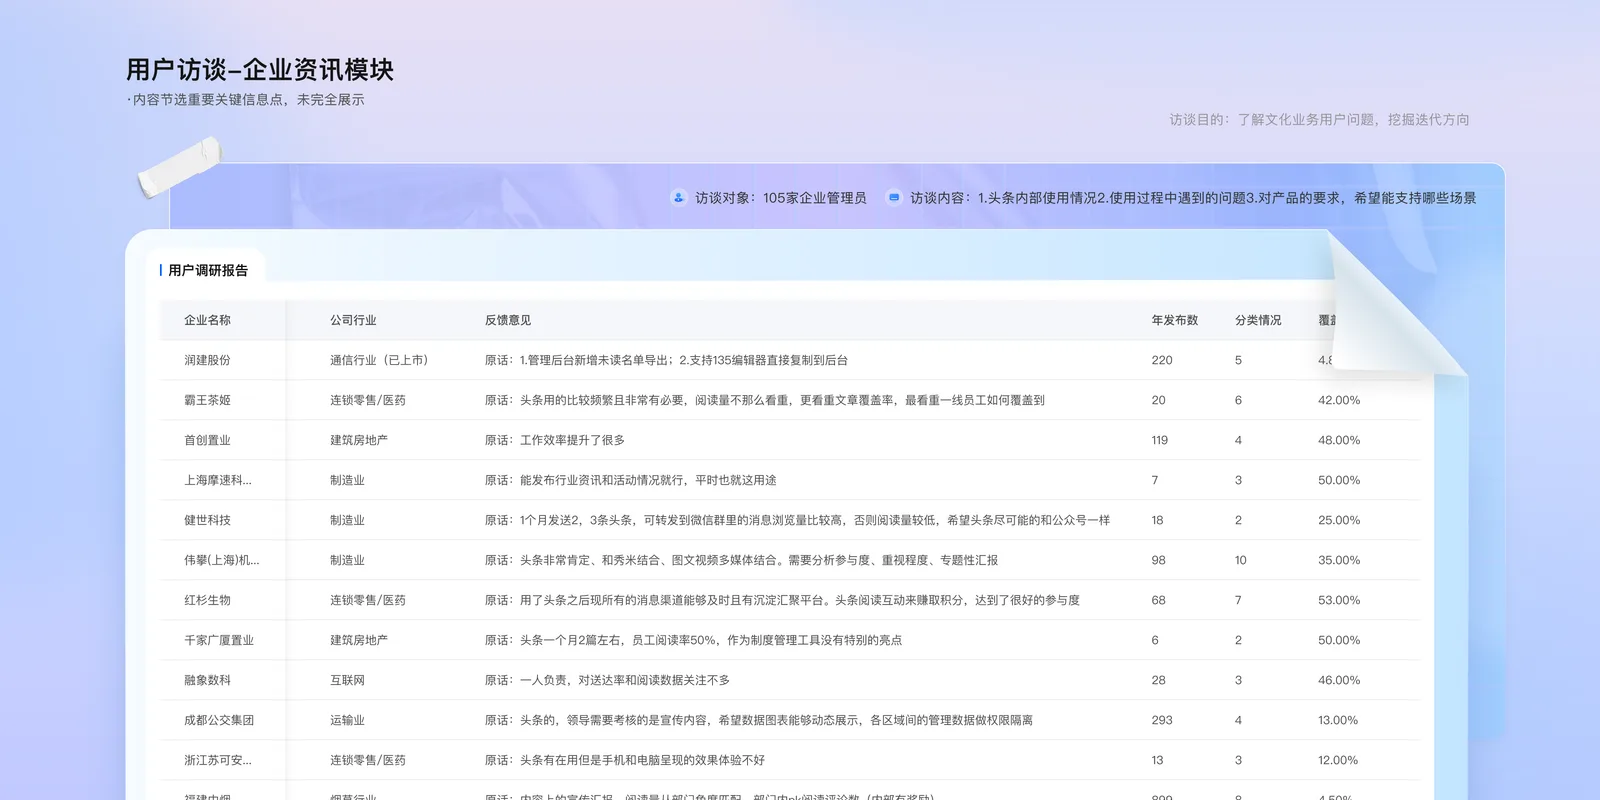 用户访谈-企业资讯模块
·内容节选重要关键信息点，未完全展示
访谈目的：了解文化业务用户问题，挖掘迭代方向
访谈对象：105家企业管理员 访谈内容：1.头条内部使用情况2.使用过程中遇到的问题3.对产品的要求，希望能支持哪些场景
用户调研报告
企业名称 公司行业 反馈意见 年发布数 分类情况
润建股份 通信行业（已上市） 原话：1.管理后台新增未读名单导出；2.支持135编辑器直接复制到后台 220 5
霸王茶姬 连锁零售/医药 原话：头条用的比较频繁且非常有必要，阅读量不那么看重，更看重文章覆盖率，最看重一线员工如何覆盖到 20 6 42.00%
首创置业 建筑房地产 原话：工作效率提升了很多 119 4 48.00%
上海摩速科... 制造业 原话：能发布行业资讯和活动情况就行，平时也就这用途 7 3 50.00%
健世科技 制造业 原话：1个月发送2，3条头条，可转发到微信群里的消息浏览量比较高，否则阅读量较低，希望头条尽可能的和公众号一样 18 2 25.00%
伟攀(上海)机... 制造业 原话：头条非常肯定、和秀米结合、图文视频多媒体结合。需要分析参与度、重视程度、专题性汇报 98 10 35.00%
红杉生物 连锁零售/医药 原话：用了头条之后现所有的消息渠道能够及时且有沉淀汇聚平台。头条阅读互动来赚取积分，达到了很好的参与度 68 7 53.00%
千家广厦置业 建筑房地产 原话：头条一个月2篇左右，员工阅读率50%，作为制度管理工具没有特别的亮点 6 2 50.00%
融象数科 互联网 原话：一人负责，对送达率和阅读数据关注不多 28 3 46.00%
成都公交集团 运输业 原话：头条的，领导需要考核的是宣传内容，希望数据图表能够动态展示，各区域间的管理数据做权限隔离 293 4 13.00%
浙江苏可安... 连锁零售/医药 原话：头条有在用但是手机和电脑呈现的效果体验不好 13 3 12.00%